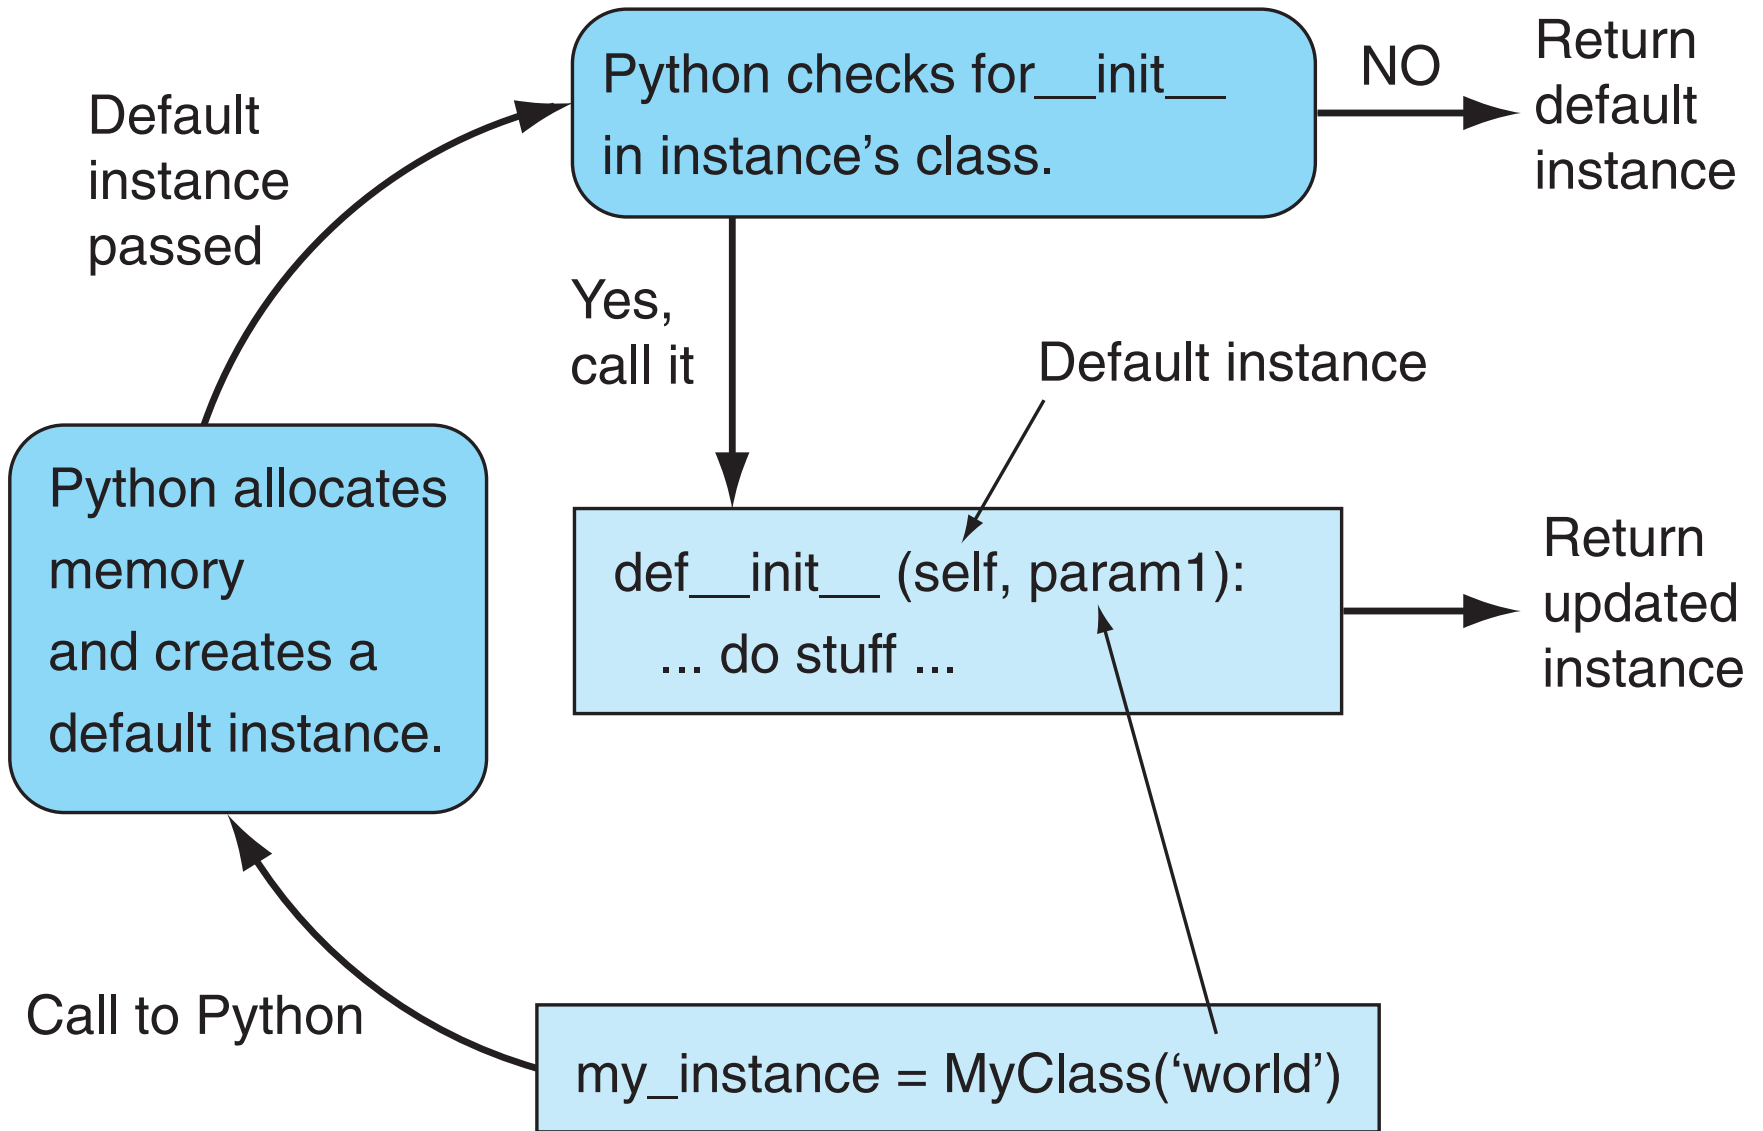 Python checks for__init__
in instance’s class.
NO
Return
default
instance
Default
instance
passed
Yes,
call it
Default instance
Python allocates
memory
and creates a
default instance.
def__init__ (self, param1):
... do stuff ...
Return
updated
instance
Call to Python
my_instance = MyClass(‘world’)